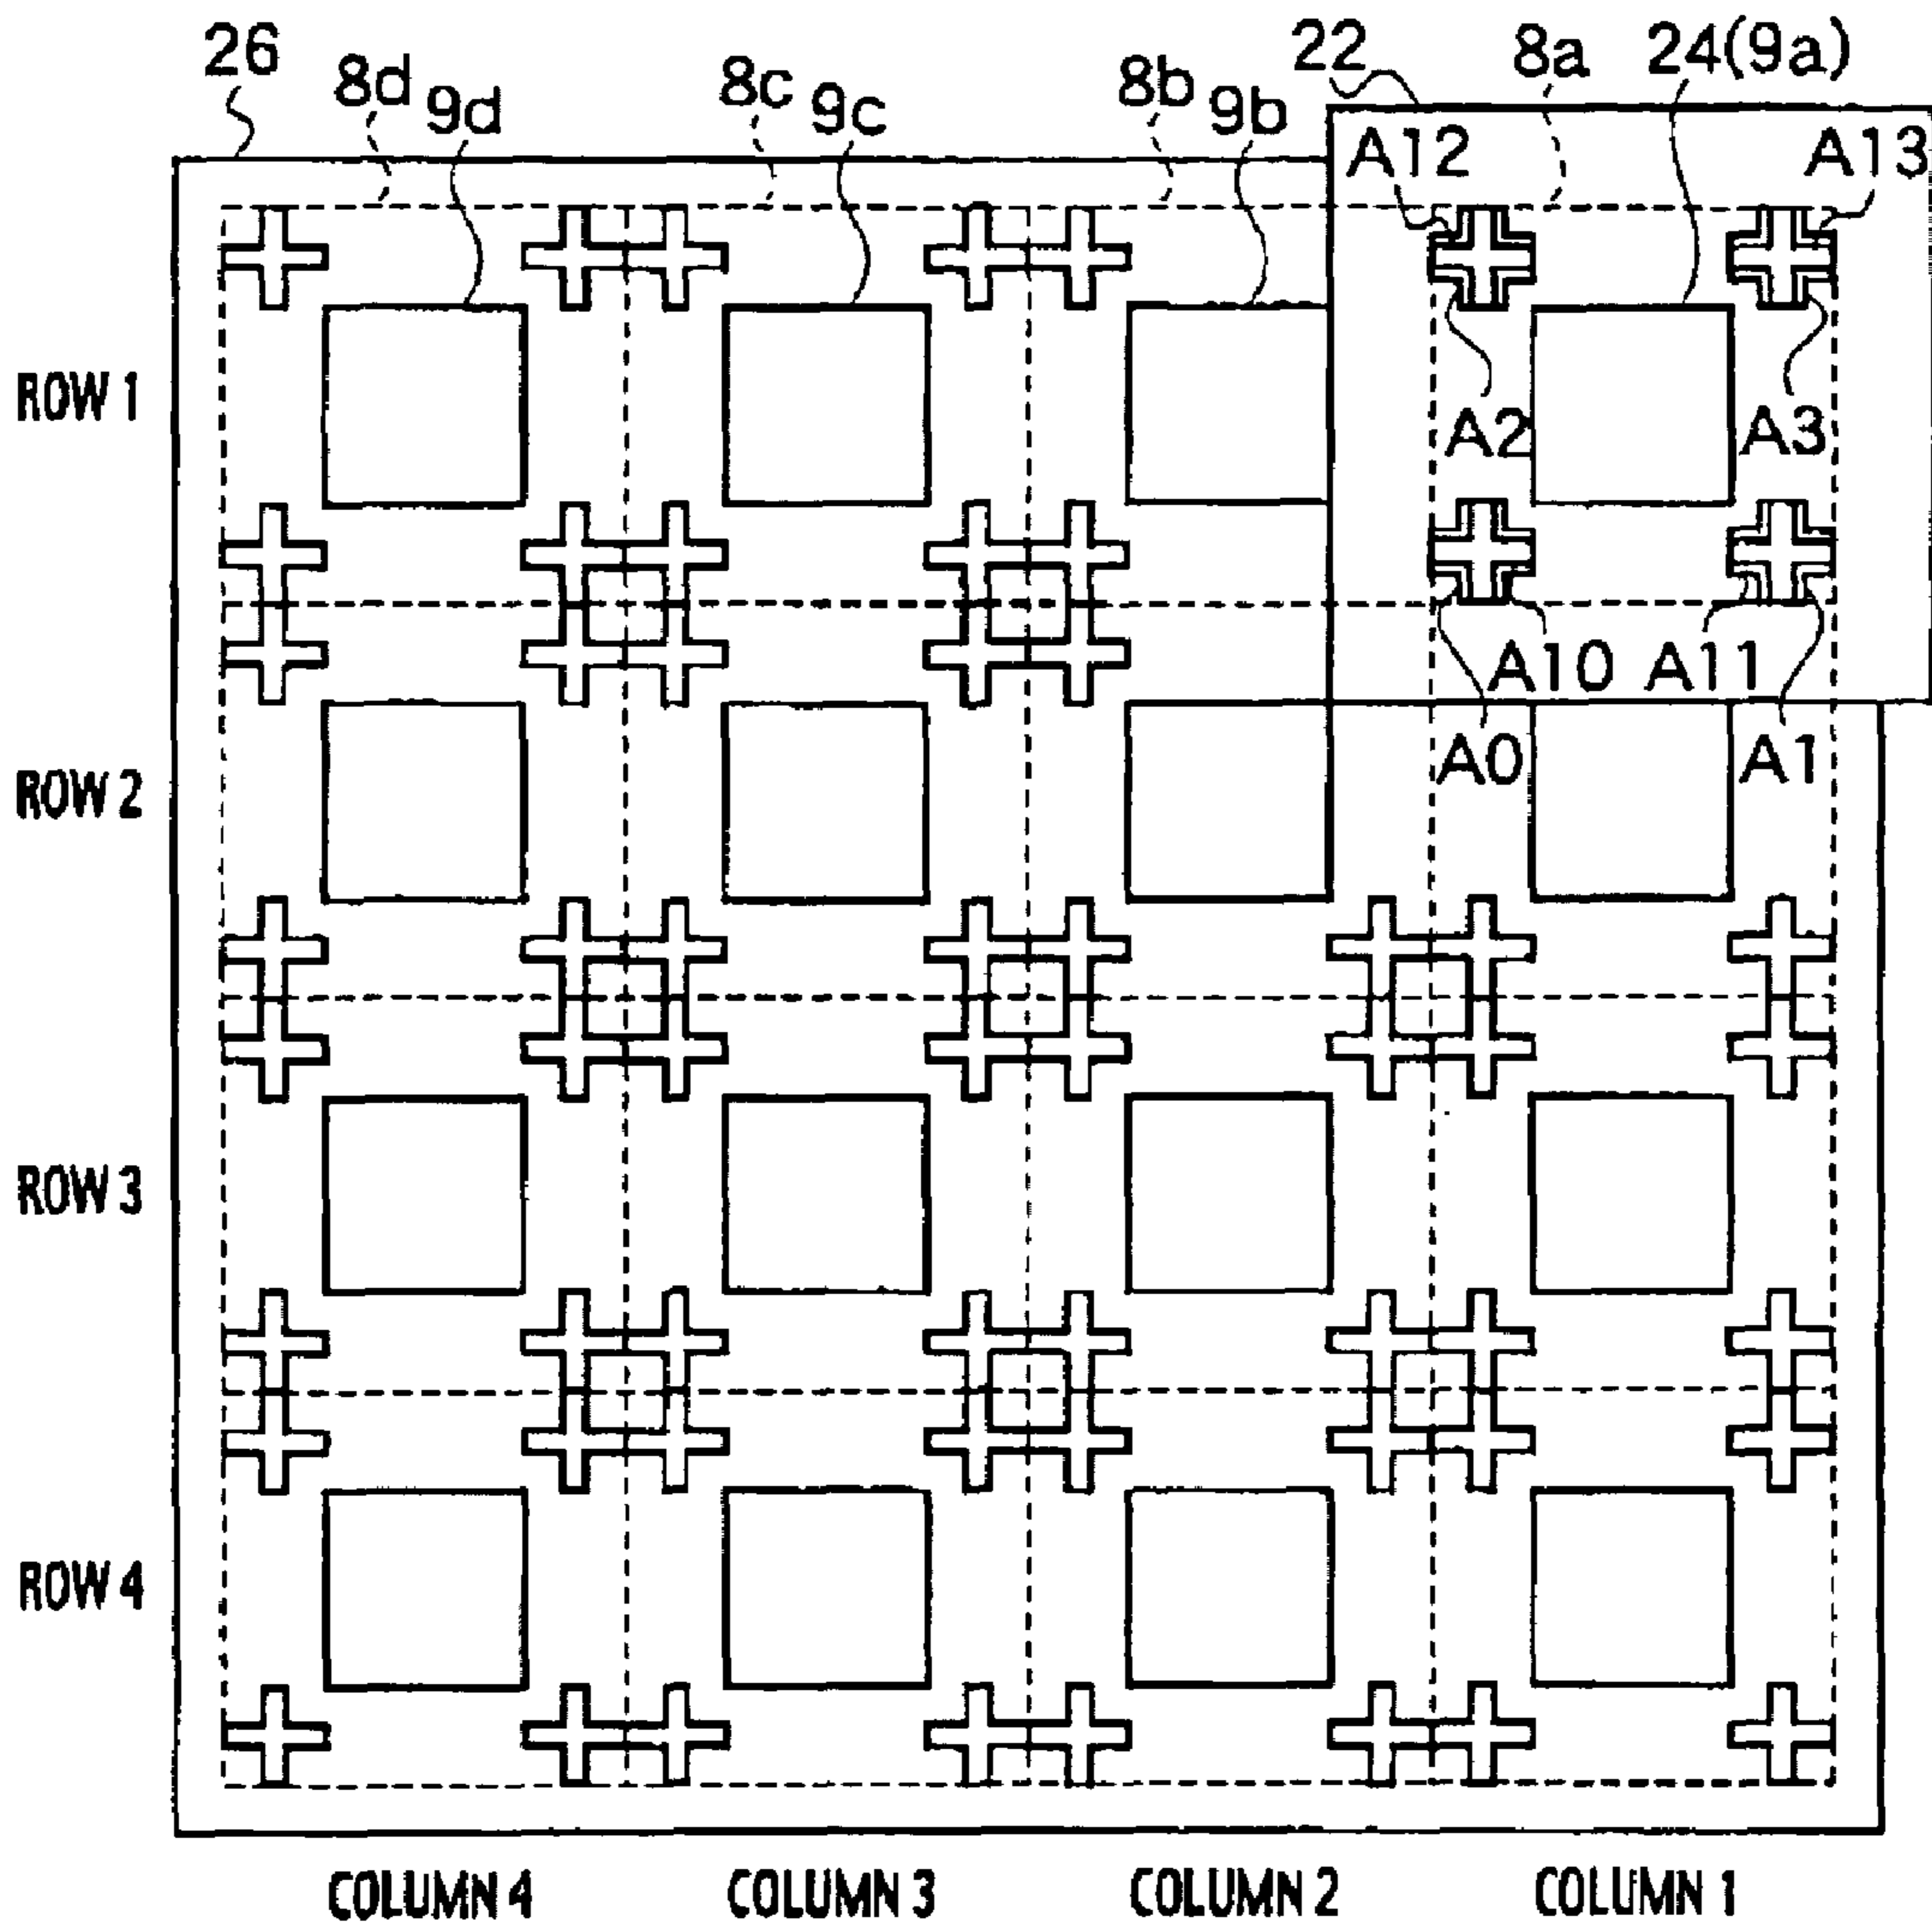 26 8d 9d 8c 9c 8b 9b 22 8a 24(9a)
A12 A13
ROW 1
A2 A3
A10 A11
ROW 2
A0 A1
ROW 3
ROW 4
COLUMN 4 COLUMN 3 COLUMN 2 COLUMN 1